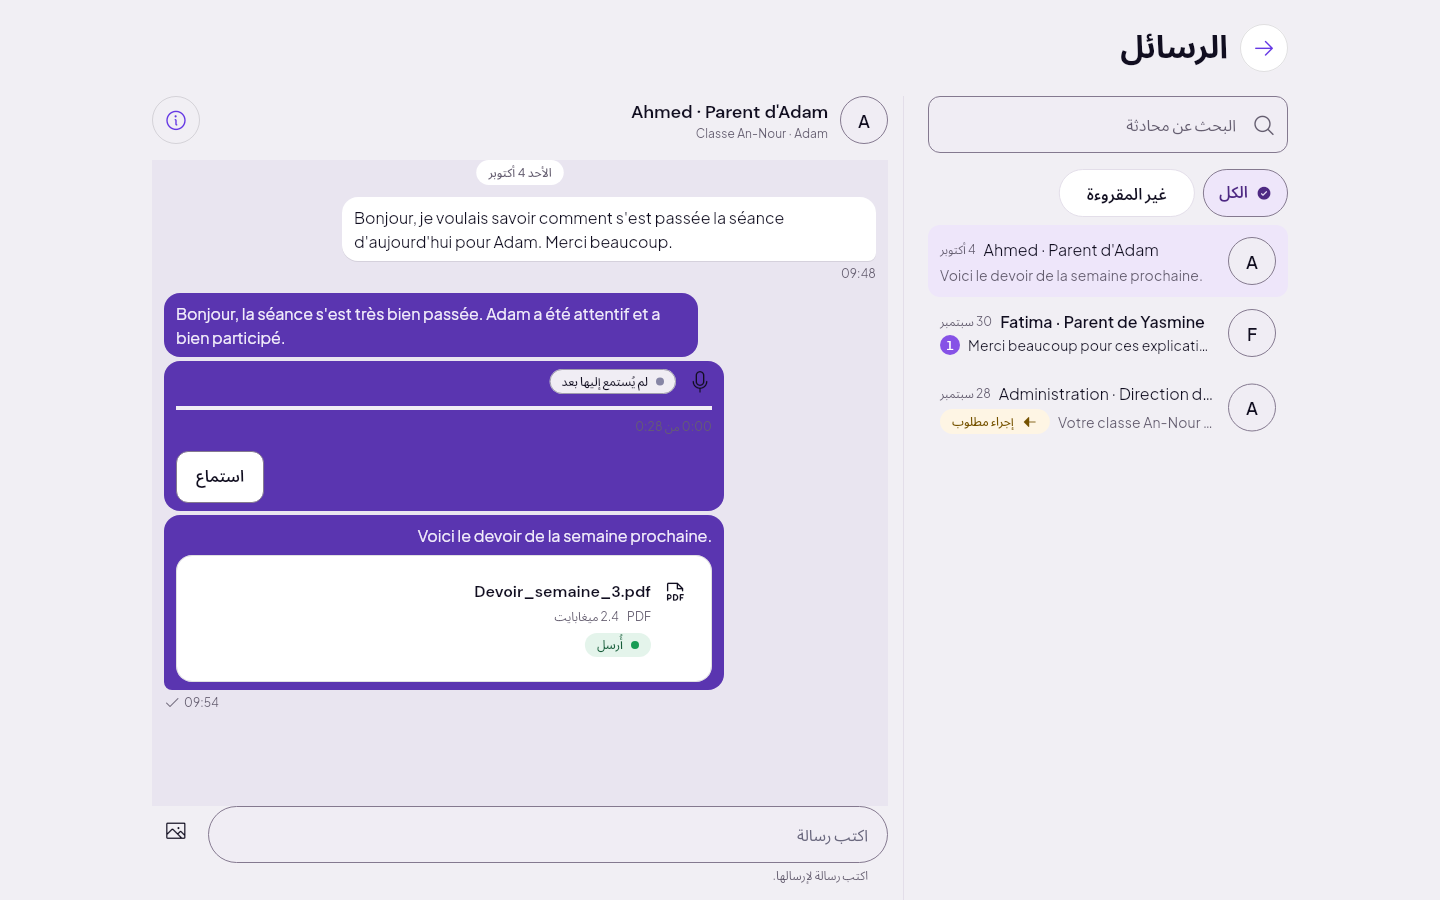 الرسائل
البحث عن محادثة
الكل
غير المقروءة
A
Ahmed · Parent d'Adam
4 أكتوبر
Voici le devoir de la semaine prochaine.
F
Fatima · Parent de Yasmine
30 سبتمبر
Merci beaucoup pour ces explicati...
1
A
Administration · Direction d...
28 سبتمبر
Votre classe An-Nour ...
إجراء مطلوب
A
Ahmed · Parent d'Adam
Classe An-Nour · Adam
الأحد 4 أكتوبر
Bonjour, je voulais savoir comment s'est passée la séance
d'aujourd'hui pour Adam. Merci beaucoup.
09:48
Bonjour, la séance s'est très bien passée. Adam a été attentif et a
bien participé.
لم يُستمع إليها بعد
0:00 من 0:28
استماع
Voici le devoir de la semaine prochaine.
PDF
Devoir_semaine_3.pdf
PDF 2.4 ميغابايت
أُرسل
09:54
اكتب رسالة
اكتب رسالة لإرسالها.